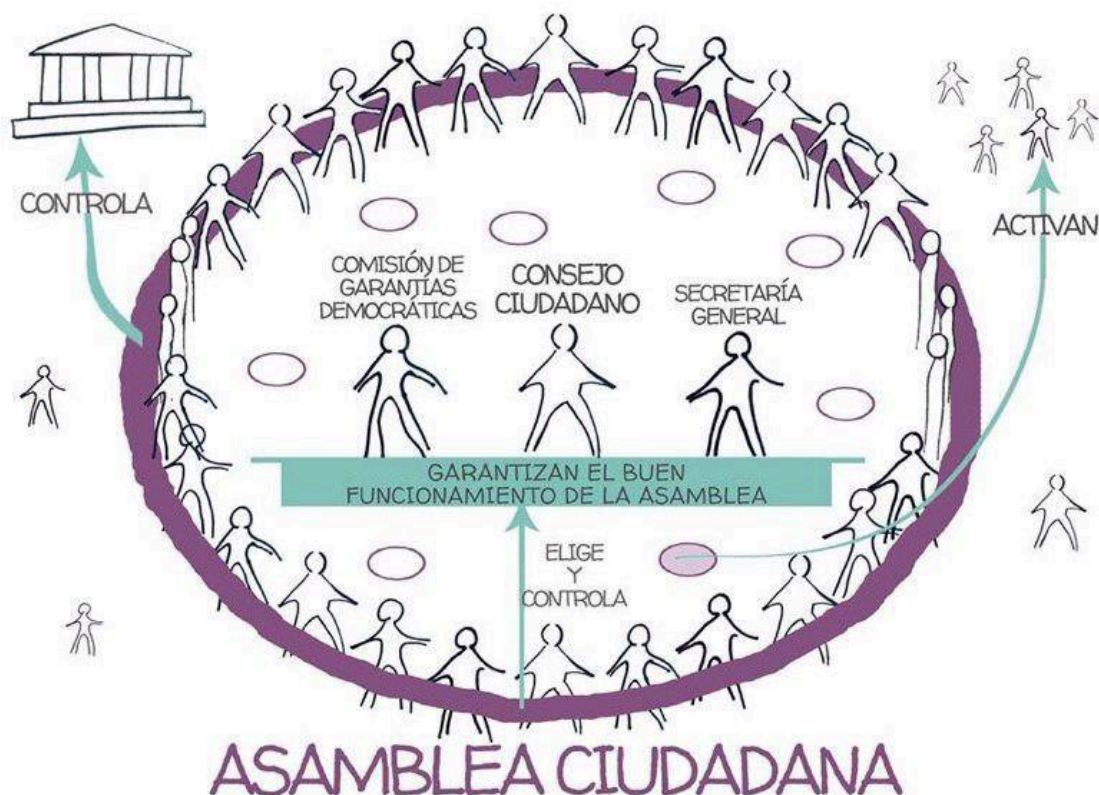 CONTROLA
ACTIVAN
COMISIÓN DE
GARANTÍAS
DEMOCRÁTICAS
CONSEJO
CIUDADANO
SECRETARÍA
GENERAL
GARANTIZAN EL BUEN
FUNCIONAMIENTO DE LA ASAMBLEA
ELIGE
Y
CONTROLA
ASAMBLEA CIUDADANA